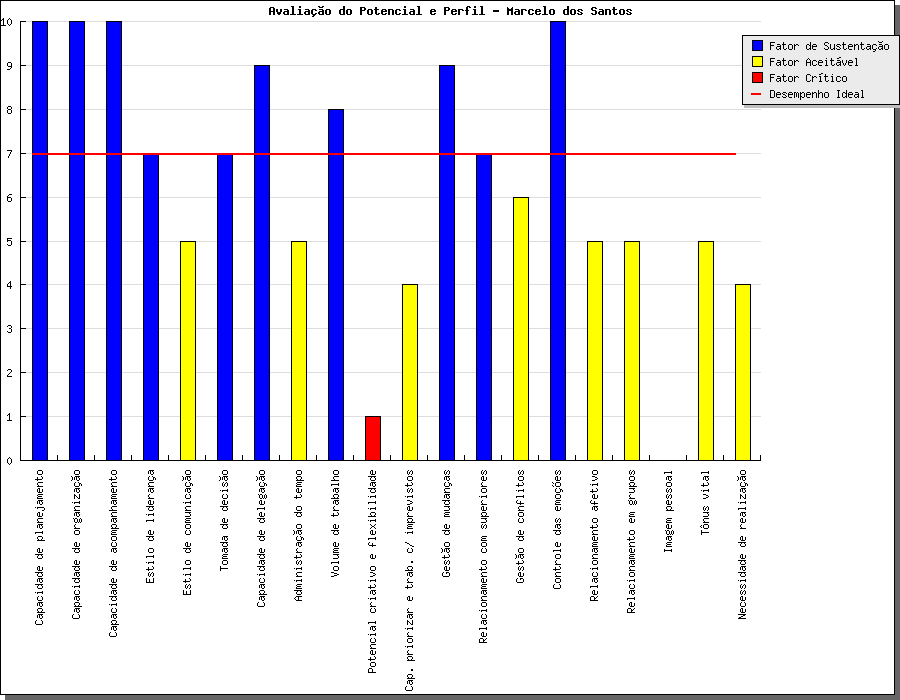 Avaliação do Potencial e Perfil - Marcelo dos Santos
Fator de Sustentação
Fator Aceitável
Fator Crítico
Desempenho Ideal
10
9
8
7
6
5
4
3
2
1
0
Capacidade de planejamento
Capacidade de organização
Capacidade de acompanhamento
Estilo de liderança
Estilo de comunicação
Tomada de decisão
Capacidade de delegação
Administração do tempo
Volume de trabalho
Potencial criativo e flexibilidade
Cap. priorizar e trab. c/ imprevistos
Gestão de mudanças
Relacionamento com superiores
Gestão de conflitos
Controle das emoções
Relacionamento afetivo
Relacionamento em grupos
Imagem pessoal
Tônus vital
Necessidade de realização